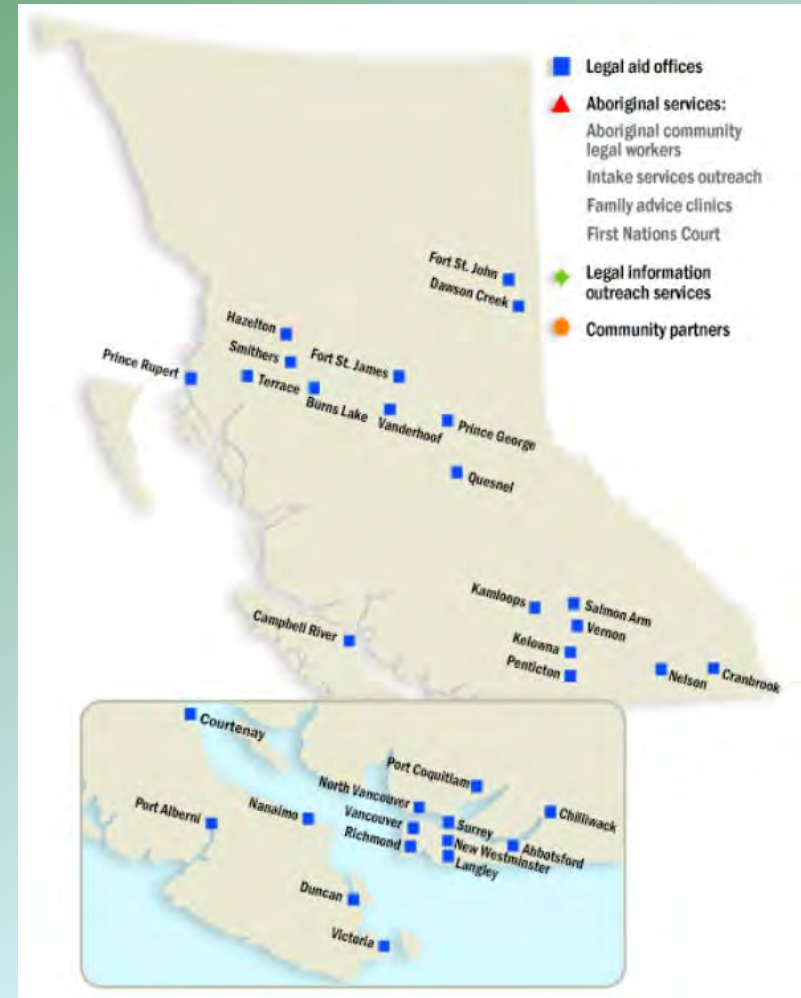 Legal aid offices
Aboriginal services:
Aboriginal community
legal workers
Intake services outreach
Family advice clinics
First Nations Court
Legal information
outreach services
Community partners
Fort St. John
Dawson Creek
Hazelton
Smithers
Fort St. James
Prince Rupert
Terrace
Burns Lake
Vanderhoof
Prince George
Quesnel
Kamloops
Salmon Arm
Vernon
Campbell River
Kelowna
Penticton
Nelson
Cranbrook
Courtenay
Port Coquitlam
North Vancouver
Chilliwack
Port Alberni
Nanaimo
Vancouver
Surrey
Richmond
New Westminster
Abbotsford
Langley
Duncan
Victoria